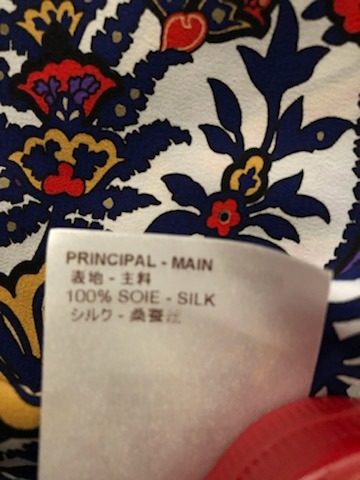 PRINCIPAL - MAIN
表地 - 主料
100% SOIE - SILK
シルク - 桑蚕丝